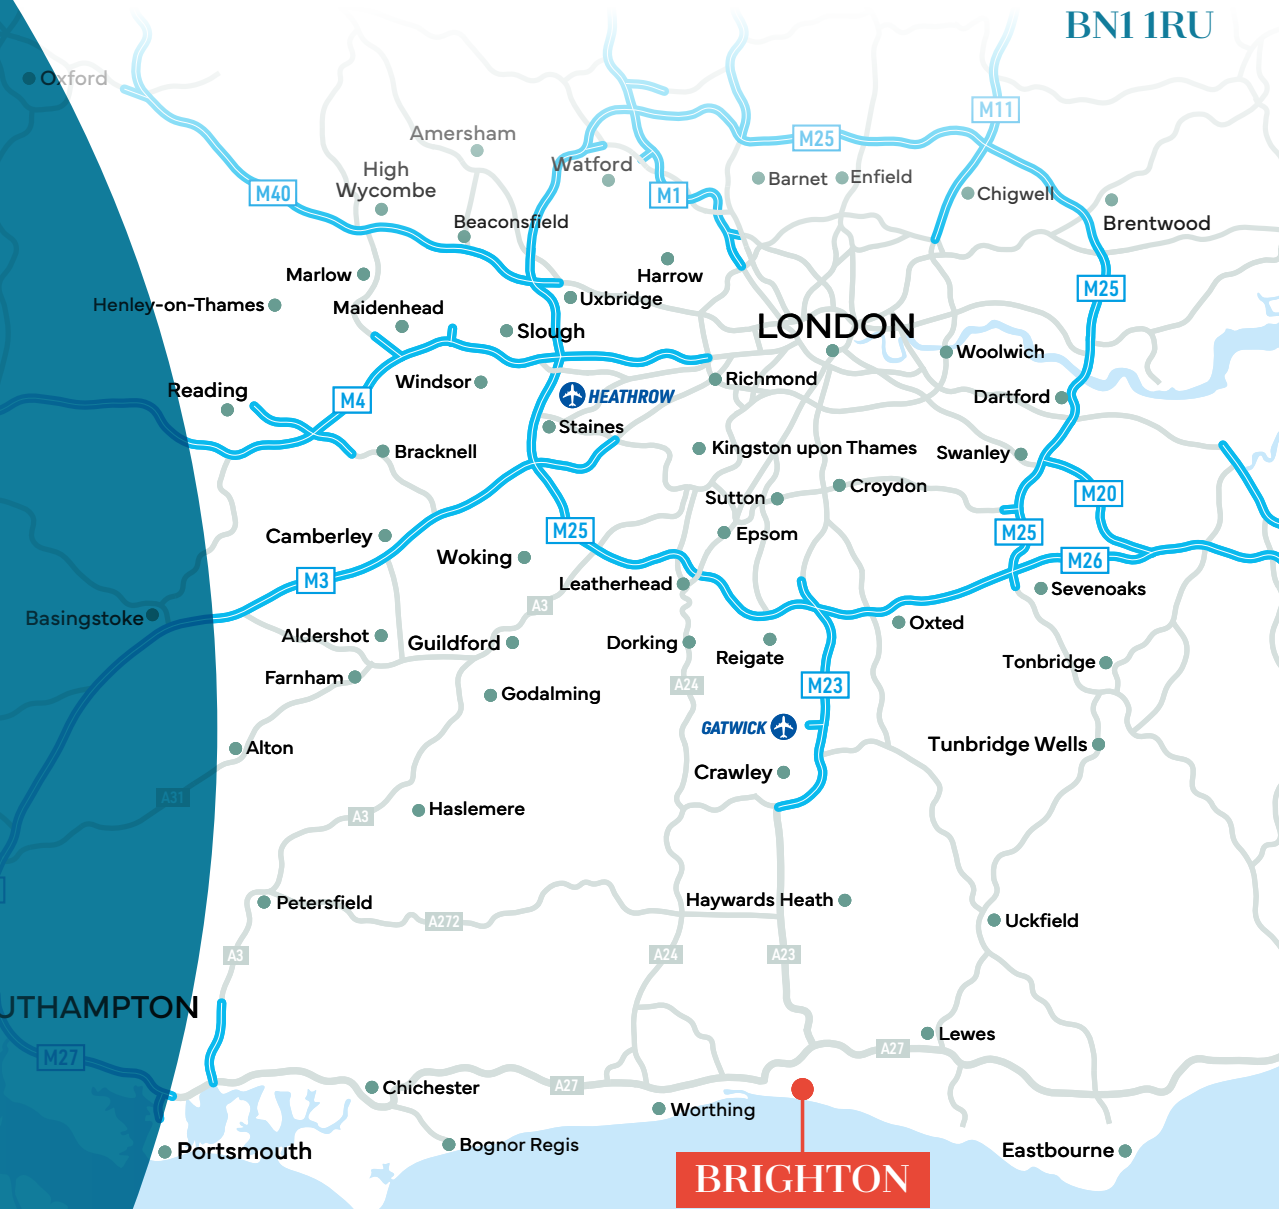 BN1 1RU
Oxford
M11
Amersham
M25
Watford
High
Wycombe
M40
M1
Barnet
Enfield
Chigwell
Beaconsfield
Brentwood
Marlow
Harrow
M25
Henley-on-Thames
Maidenhead
Uxbridge
Slough
LONDON
Woolwich
Reading
Windsor
Richmond
M4
HEATHROW
Dartford
Staines
Bracknell
Kingston upon Thames
Swanley
Sutton
Croydon
M20
Camberley
M25
Epsom
M25
Woking
M26
M3
Leatherhead
Sevenoaks
A3
Basingstoke
Oxted
Aldershot
Guildford
Dorking
Reigate
Tonbridge
Farnham
A24
M23
Godalming
GATWICK
Alton
Tunbridge Wells
Crawley
A31
Haslemere
A3
Petersfield
Haywards Heath
A272
Uckfield
A3
A24
A23
UTHAMPTON
Lewes
M27
A27
Chichester
A27
Worthing
Portsmouth
Bognor Regis
Eastbourne
BRIGHTON